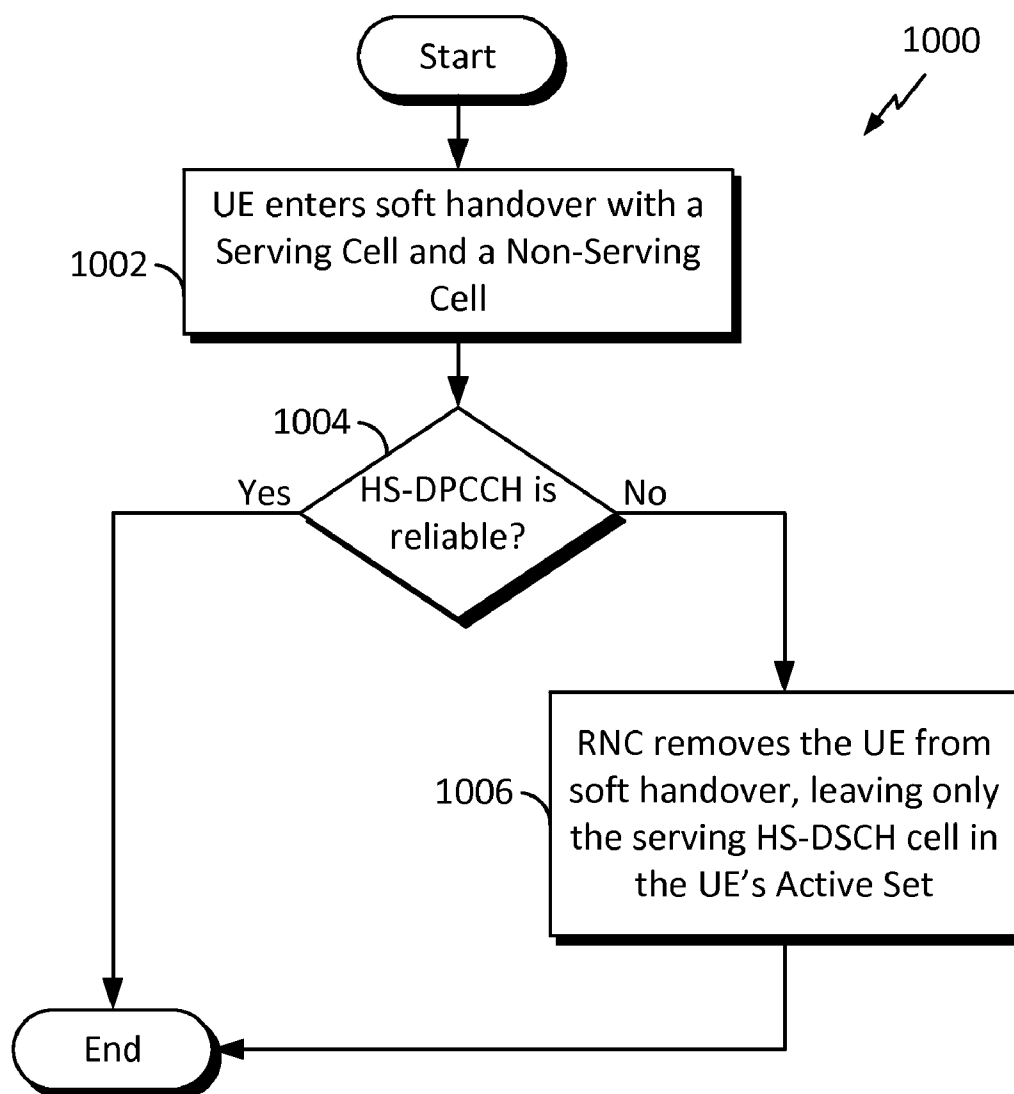 Start
1000
UE enters soft handover with a
Serving Cell and a Non-Serving
Cell
1002
1004
HS-DPCCH is
reliable?
Yes
No
RNC removes the UE from
soft handover, leaving only
the serving HS-DSCH cell in
the UE's Active Set
1006
End